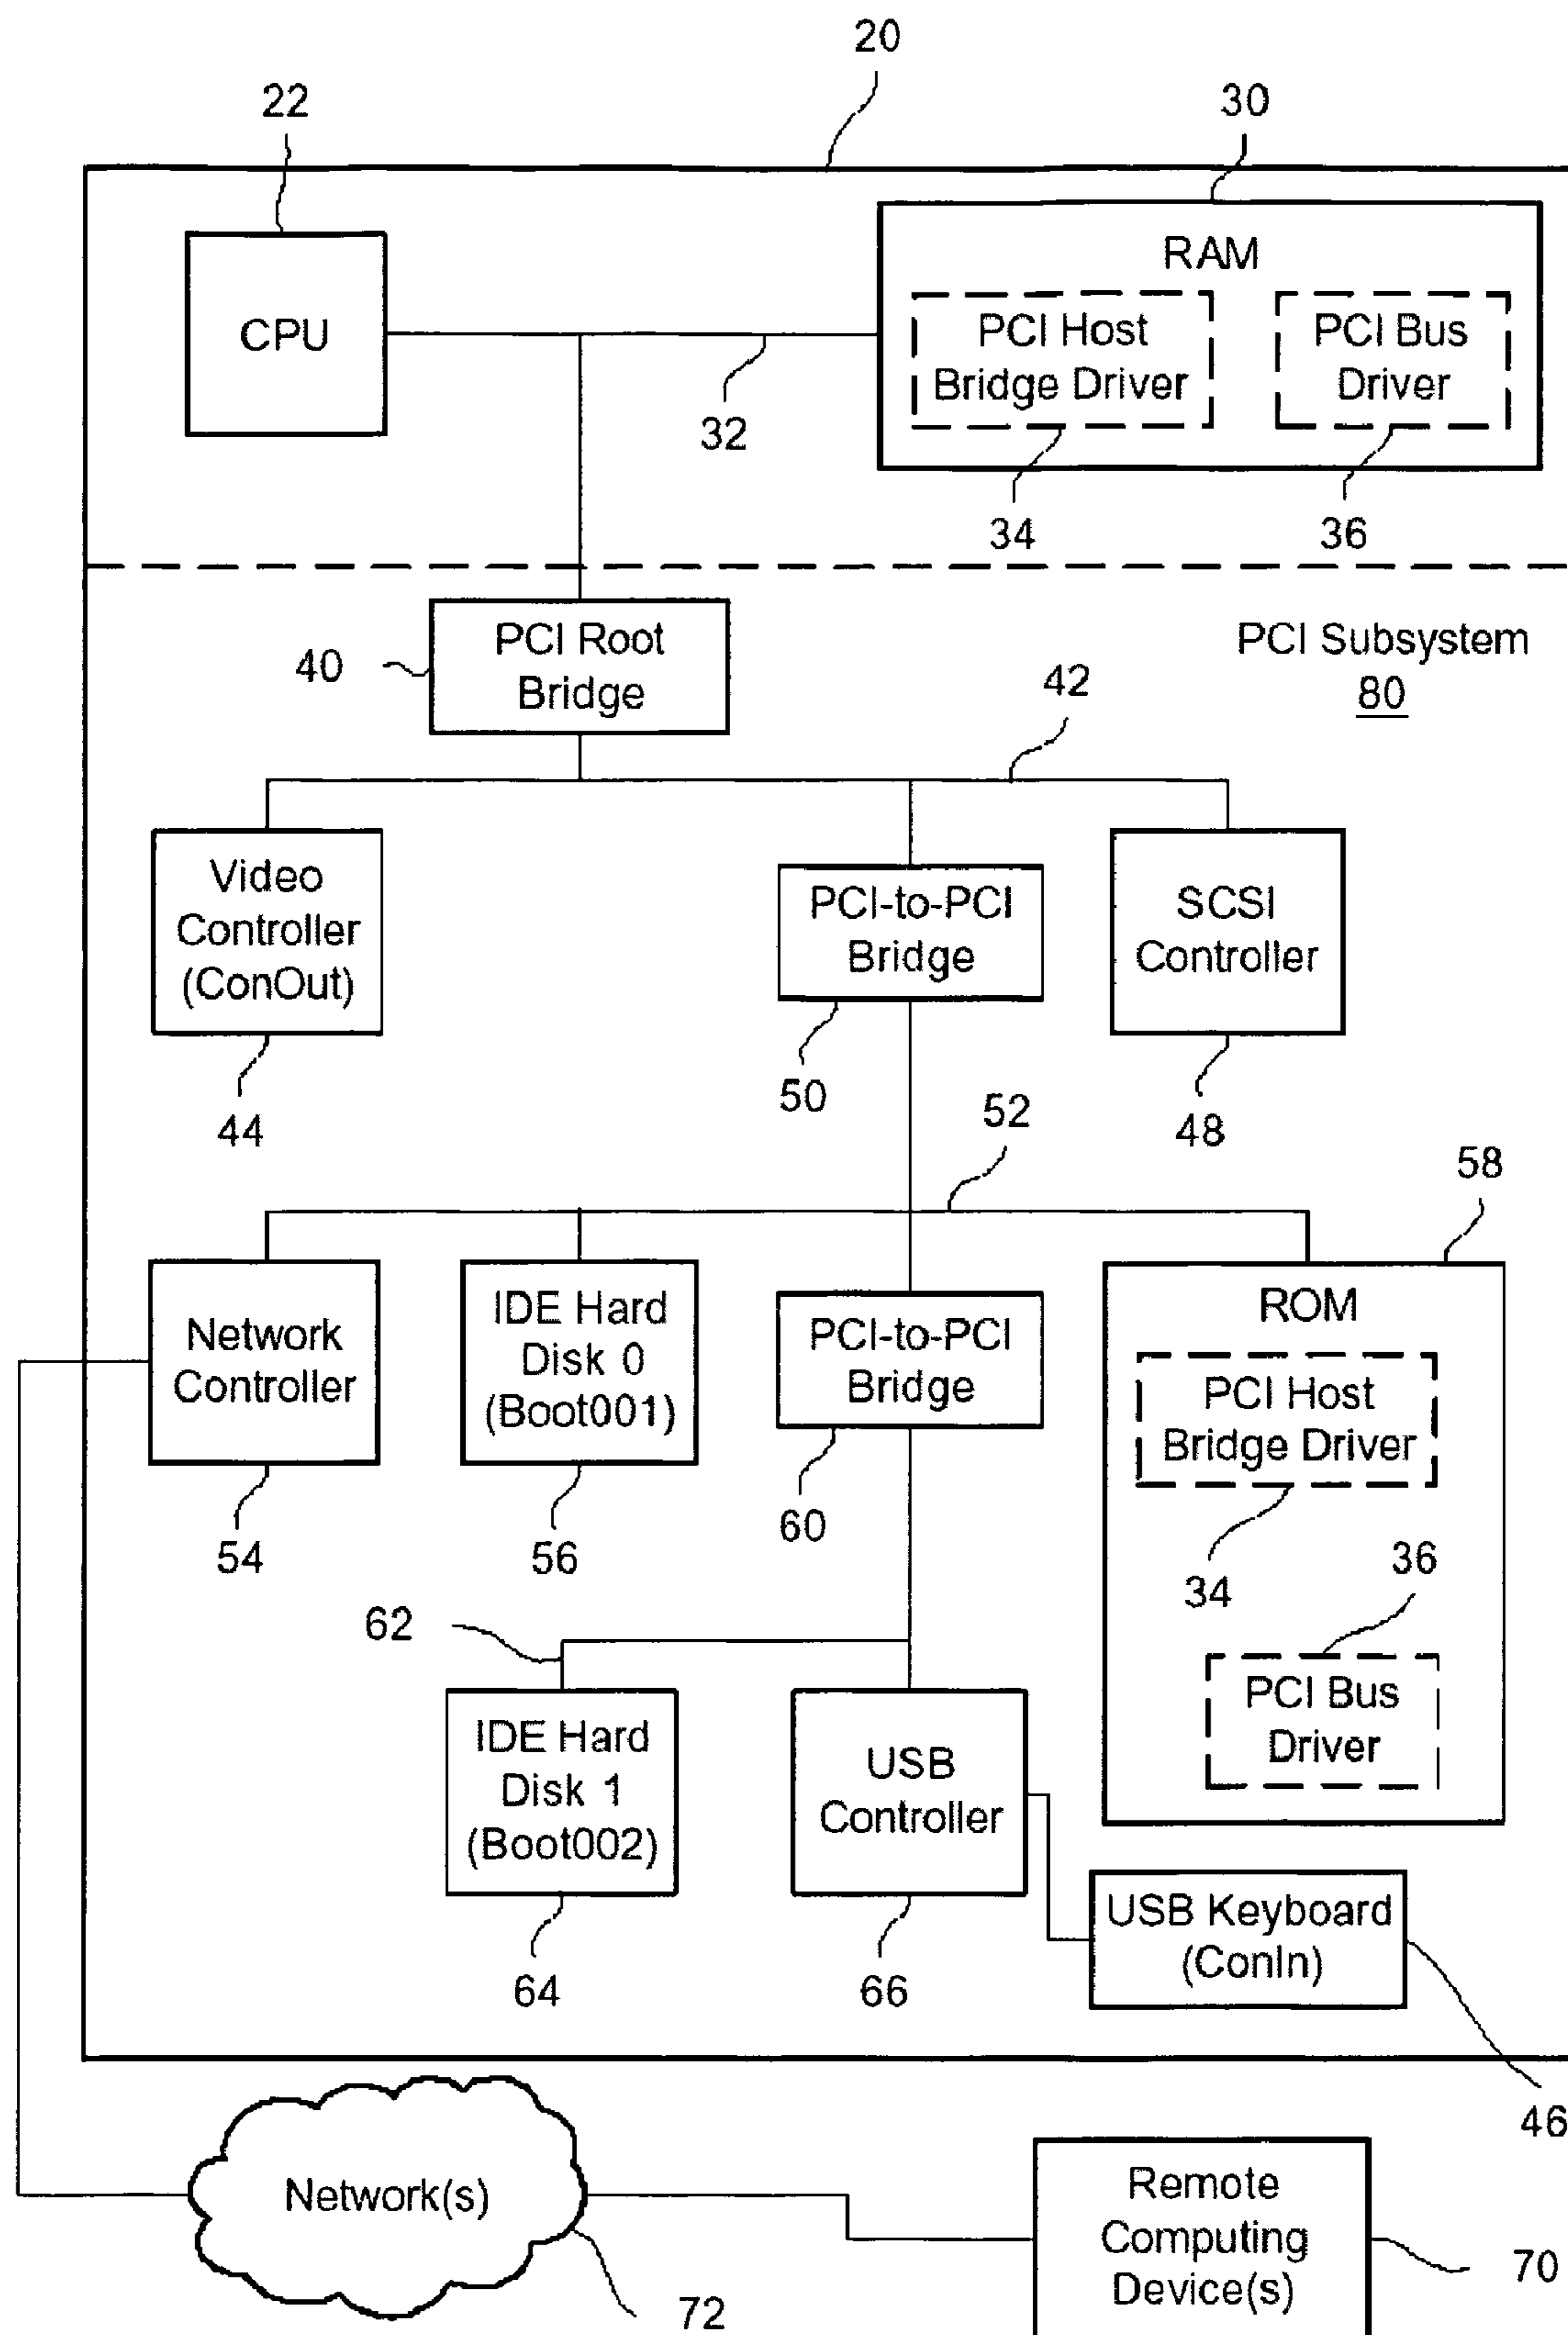 20
22
30
RAM
CPU
PCI Host
Bridge Driver
PCI Bus
Driver
32
34
36
PCI Root
Bridge
40
PCI Subsystem
80
42
Video
Controller
(ConOut)
PCI-to-PCI
Bridge
SCSI
Controller
44
50
48
52
58
Network
Controller
IDE Hard
Disk 0
(Boot001)
PCI-to-PCI
Bridge
ROM
PCI Host
Bridge Driver
54
56
60
34
36
PCI Bus
Driver
62
IDE Hard
Disk 1
(Boot002)
USB
Controller
USB Keyboard
(ConIn)
64
66
46
Network(s)
Remote
Computing
Device(s)
70
72